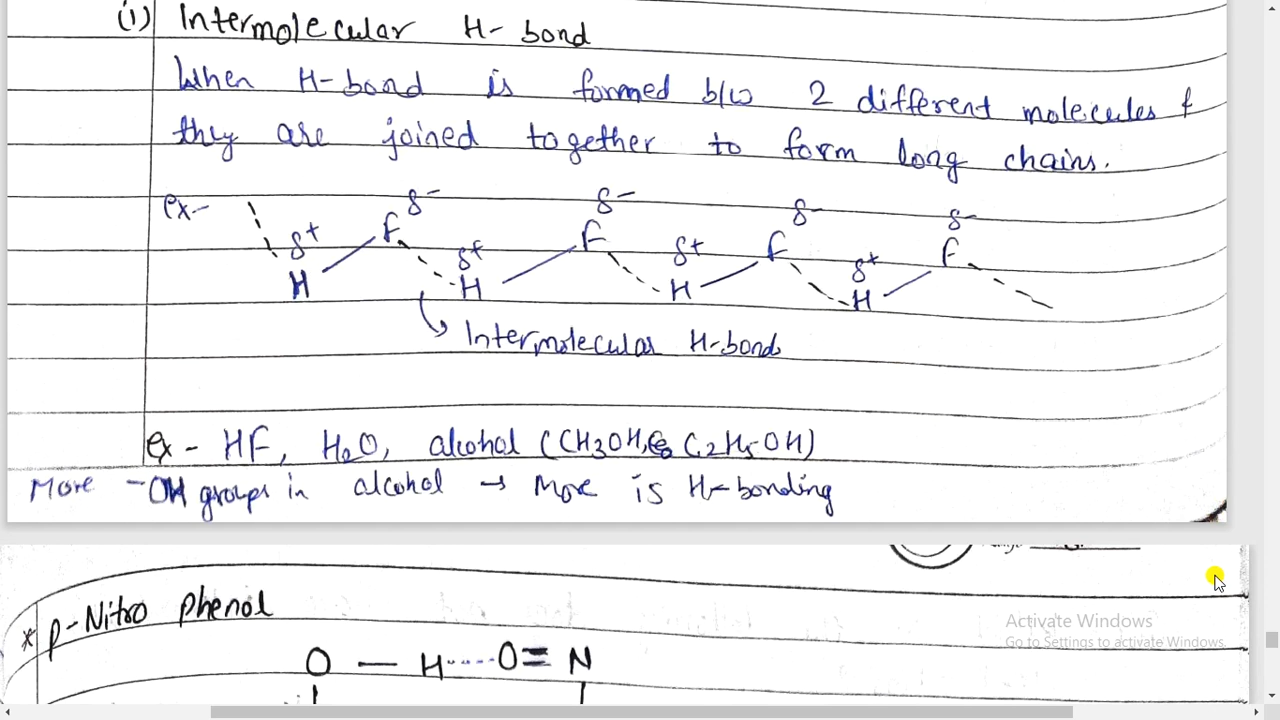 (1) Intermolecular H- bond
When H-bond is formed b/w 2 different molecules &
they are joined together to form long chains.
ex-
δ- δ- δ- δ-
F F F F
δ+ δ+ δ+ δ+
H H H H
Intermolecular H-bonds
ex - HF, H2O, alcohol (CH3OH, C2H5OH)
More -OH groups in alcohol → More is H-bonding
* p-Nitro phenol
O — H ..... O = N
Activate Windows
Go to Settings to activate Windows.